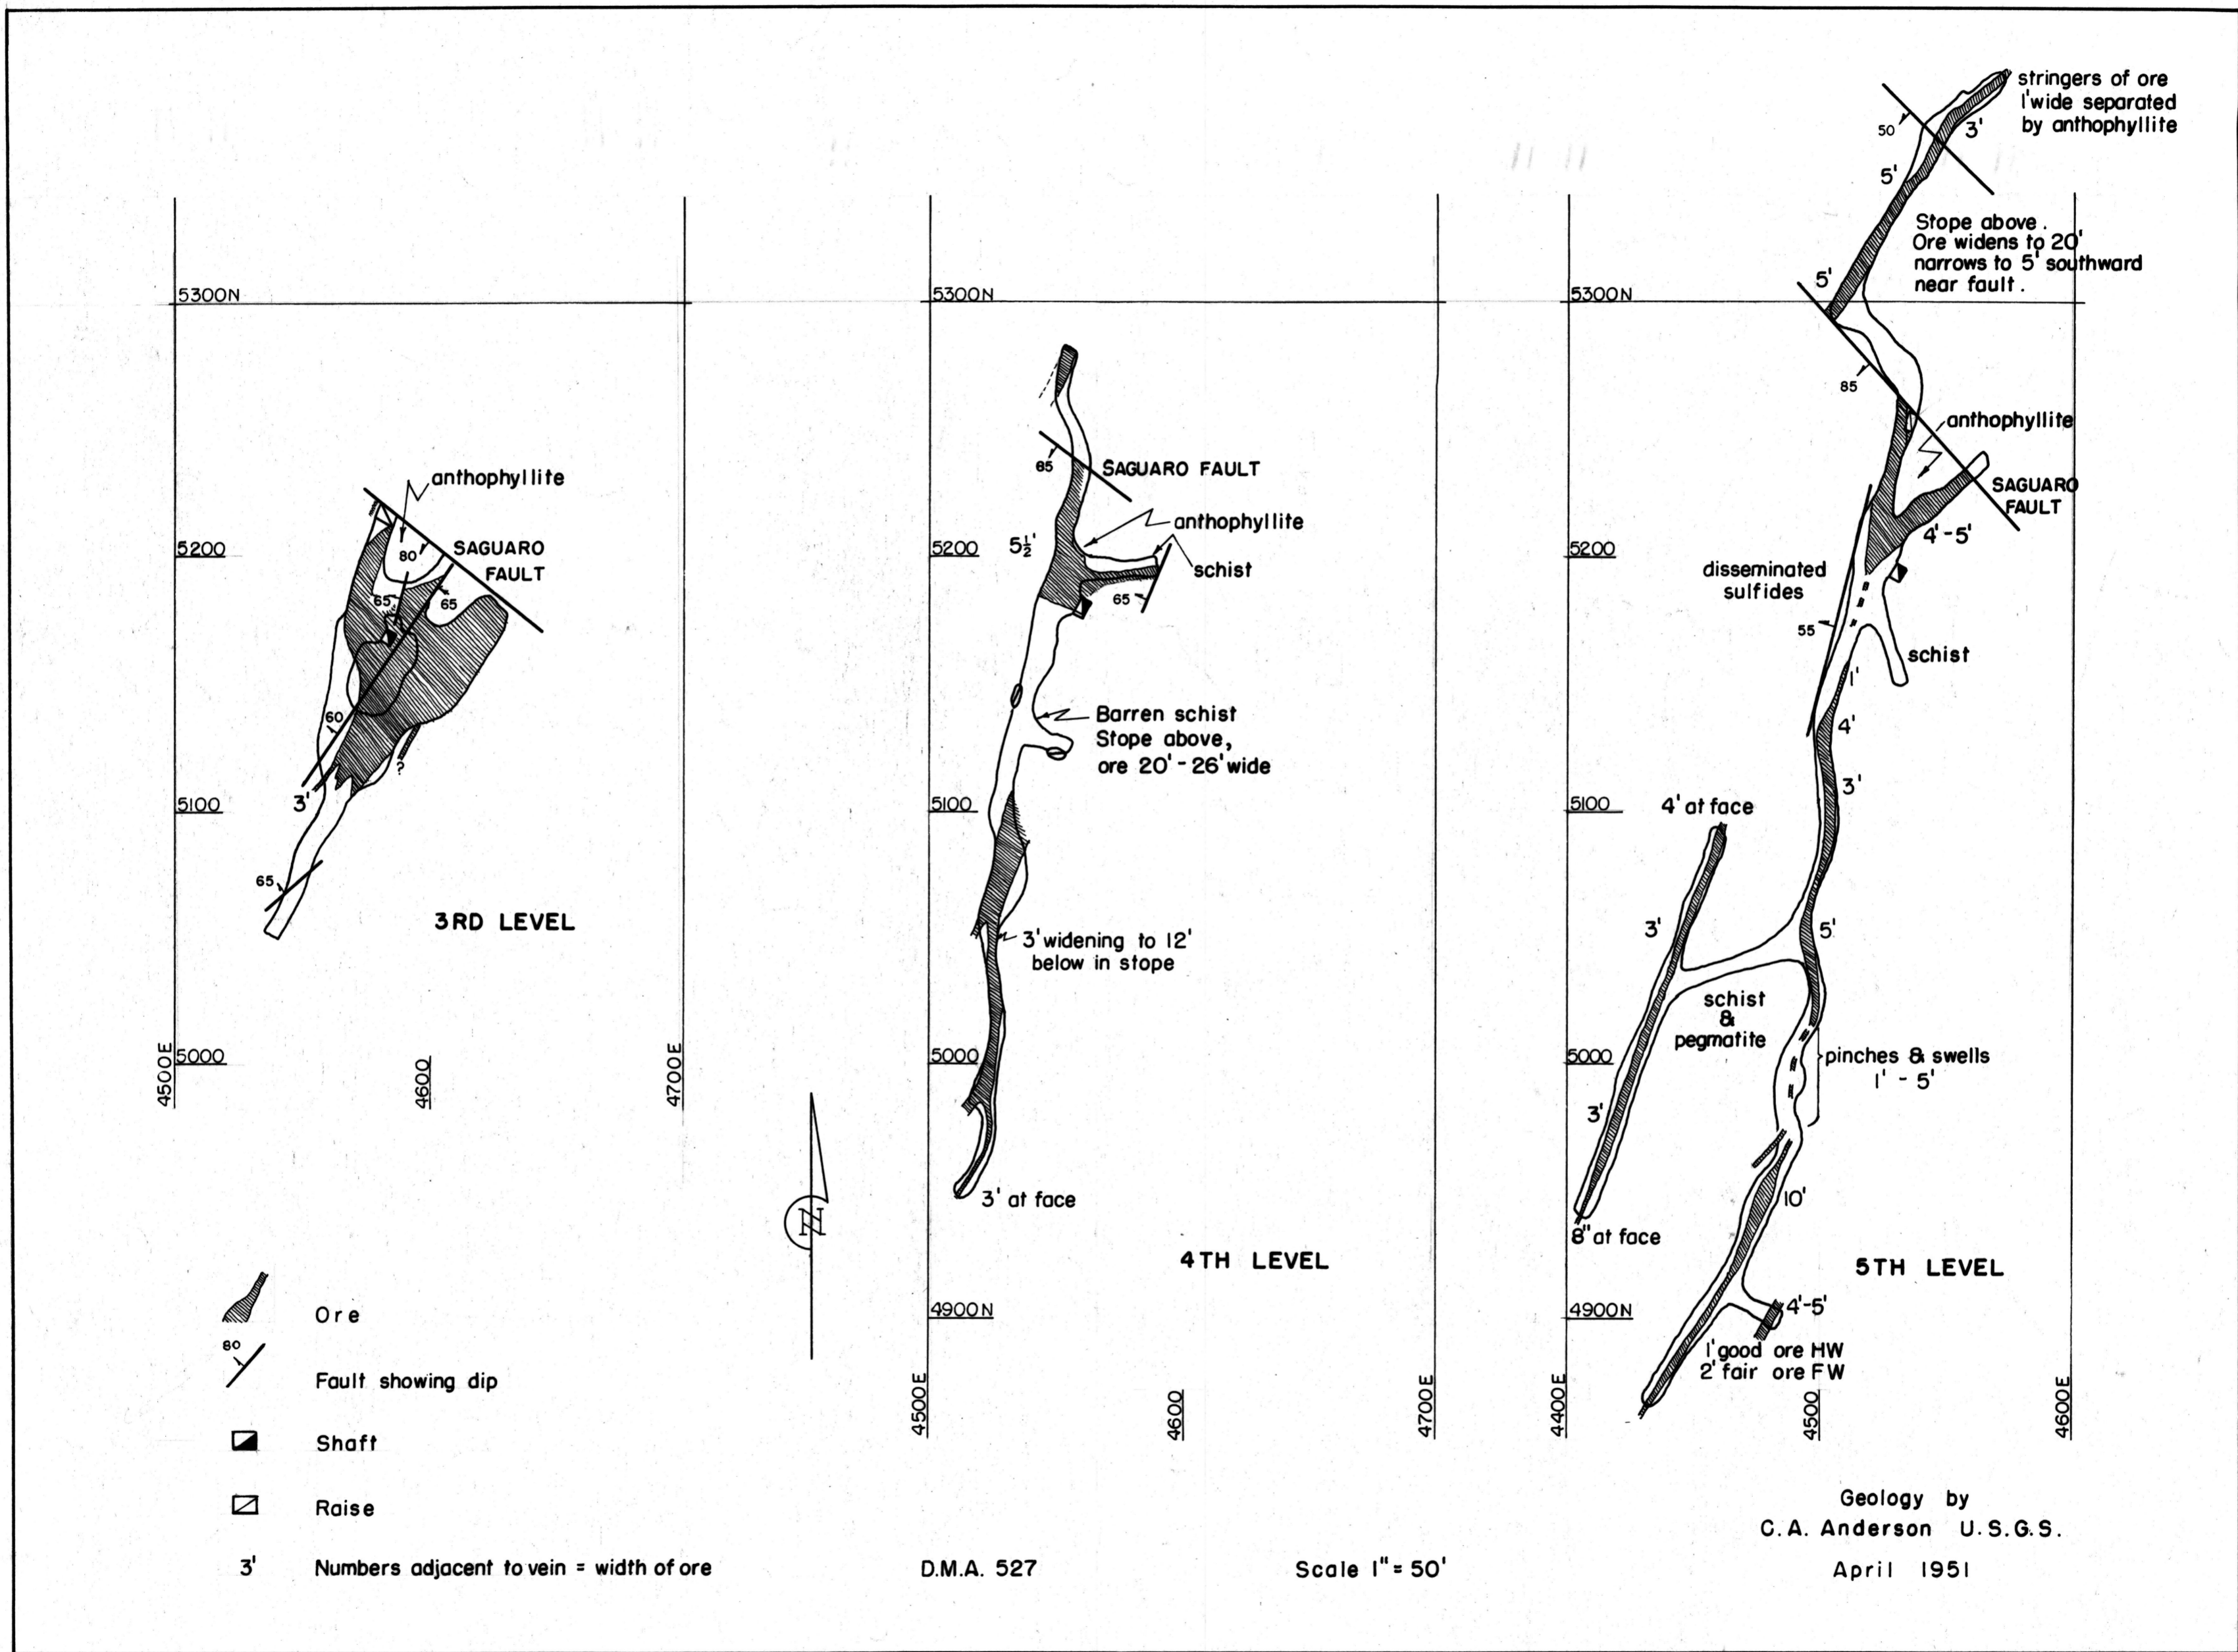 5300N
anthophyllite
5200
80
SAGUARO
FAULT
65
65
60
3'
5100
?
65
3RD LEVEL
5000
4500E
4600
4700E
5300N
65
SAGUARO FAULT
anthophyllite
5½'
5200
schist
65
Barren schist
Stope above,
ore 20'-26' wide
5100
3' widening to 12'
below in stope
5000
3' at face
4TH LEVEL
4900N
4500E
4600
4700E
stringers of ore
1' wide separated
by anthophyllite
50
3'
5'
Stope above.
Ore widens to 20'
narrows to 5' southward
near fault.
5'
5300N
85
anthophyllite
SAGUARO
FAULT
4'-5'
5200
disseminated
sulfides
55
schist
1'
4'
3'
5100
4' at face
3'
5'
schist
&
pegmatite
5000
pinches & swells
1' - 5'
3'
10'
8" at face
5TH LEVEL
4900N
4'-5'
1' good ore HW
2' fair ore FW
4400E
4500
4600E
N
Ore
80
Fault showing dip
Shaft
Raise
3' Numbers adjacent to vein = width of ore
D.M.A. 527
Scale 1" = 50'
Geology by
C.A. Anderson U.S.G.S.
April 1951